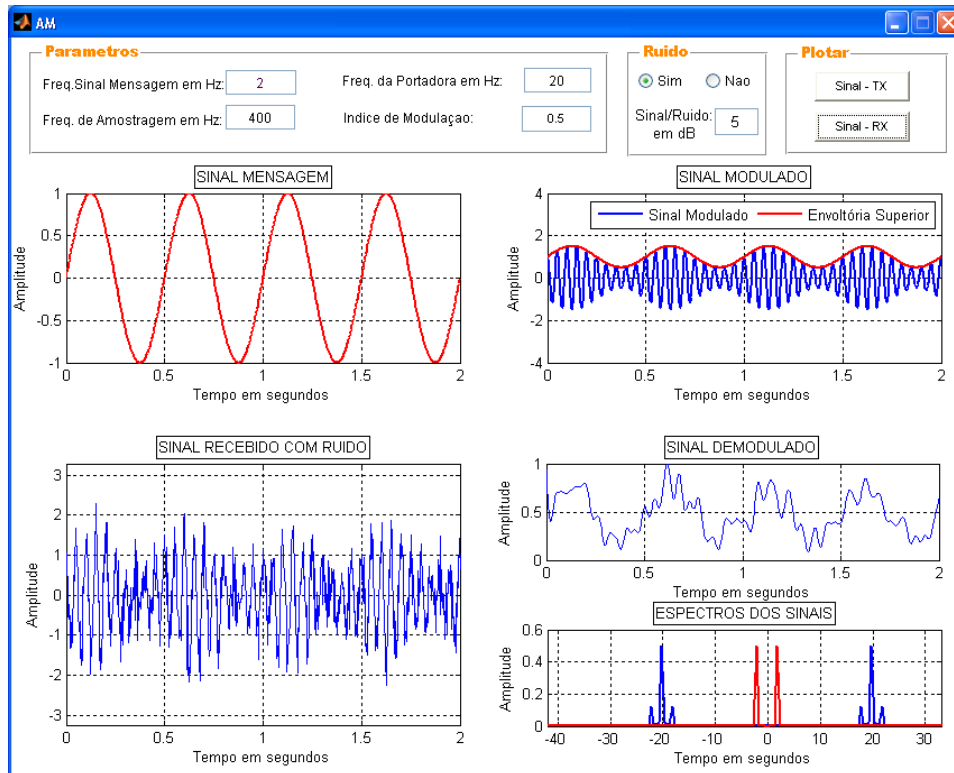 AM
Parametros
Freq.Sinal Mensagem em Hz: 2
Freq. da Portadora em Hz: 20
Freq. de Amostragem em Hz: 400
Indice de Modulaçao: 0.5
Ruido
Sim Nao
Sinal/Ruido: em dB 5
Plotar
Sinal - TX
Sinal - RX
SINAL MENSAGEM
1
0.5
0
-0.5
-1
Amplitude
0 0.5 1 1.5 2
Tempo em segundos
SINAL MODULADO
Sinal Modulado Envoltória Superior
4
2
0
-2
-4
Amplitude
0 0.5 1 1.5 2
Tempo em segundos
SINAL RECEBIDO COM RUIDO
3
2
1
0
-1
-2
-3
Amplitude
0 0.5 1 1.5 2
Tempo em segundos
SINAL DEMODULADO
1
0.5
0
Amplitude
0 0.5 1 1.5 2
Tempo em segundos
ESPECTROS DOS SINAIS
0.6
0.4
0.2
0
Amplitude
-40 -30 -20 -10 0 10 20 30
Tempo em segundos